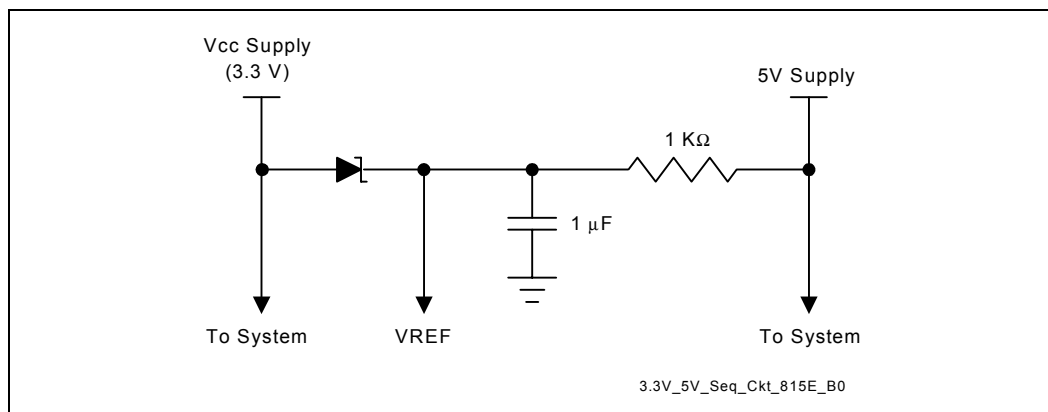 Vcc Supply
(3.3 V)
5V Supply
1 KΩ
1 μF
To System
VREF
To System
3.3V_5V_Seq_Ckt_815E_B0